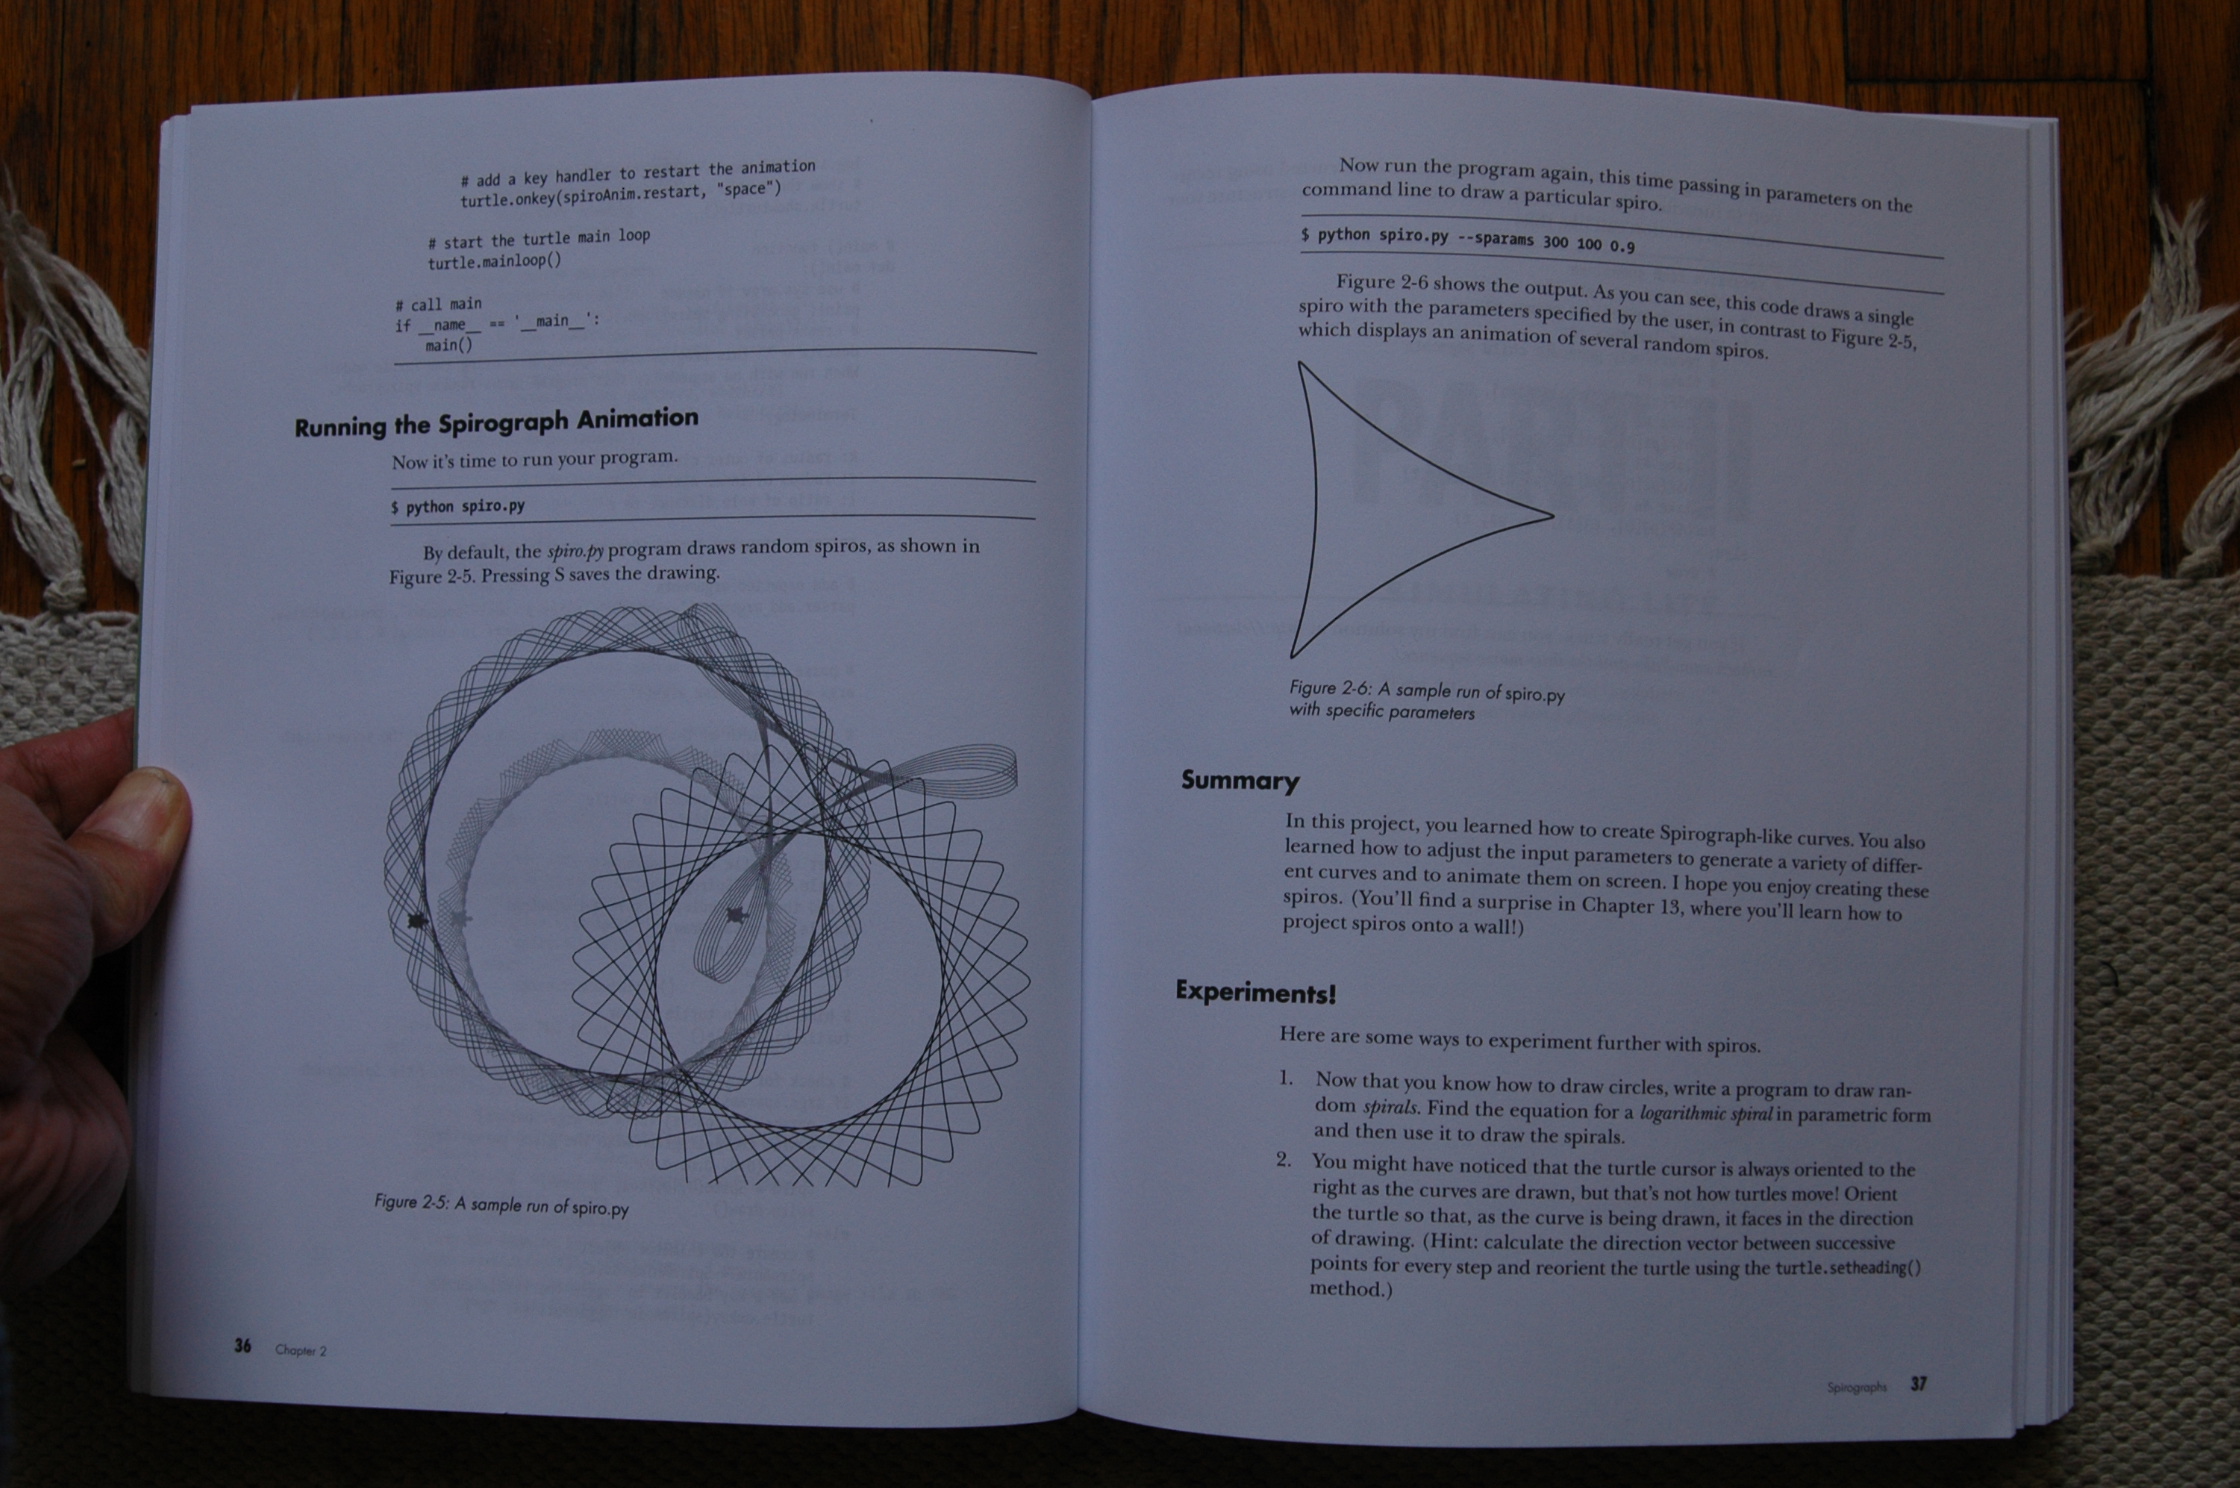 # add a key handler to restart the animation
turtle.onkey(spiroAnim.restart, "space")
# start the turtle main loop
turtle.mainloop()
# call main
if __name__ == '__main__':
main()
Running the Spirograph Animation
Now it's time to run your program.
$ python spiro.py
By default, the spiro.py program draws random spiros, as shown in
Figure 2-5. Pressing S saves the drawing.
Figure 2-5: A sample run of spiro.py
36 Chapter 2
Now run the program again, this time passing in parameters on the
command line to draw a particular spiro.
$ python spiro.py --sparams 300 100 0.9
Figure 2-6 shows the output. As you can see, this code draws a single
spiro with the parameters specified by the user, in contrast to Figure 2-5,
which displays an animation of several random spiros.
Figure 2-6: A sample run of spiro.py
with specific parameters
Summary
In this project, you learned how to create Spirograph-like curves. You also
learned how to adjust the input parameters to generate a variety of differ-
ent curves and to animate them on screen. I hope you enjoy creating these
spiros. (You'll find a surprise in Chapter 13, where you'll learn how to
project spiros onto a wall!)
Experiments!
Here are some ways to experiment further with spiros.
1. Now that you know how to draw circles, write a program to draw ran-
dom spirals. Find the equation for a logarithmic spiral in parametric form
and then use it to draw the spirals.
2. You might have noticed that the turtle cursor is always oriented to the
right as the curves are drawn, but that's not how turtles move! Orient
the turtle so that, as the curve is being drawn, it faces in the direction
of drawing. (Hint: calculate the direction vector between successive
points for every step and reorient the turtle using the turtle.setheading()
method.)
Spirographs 37